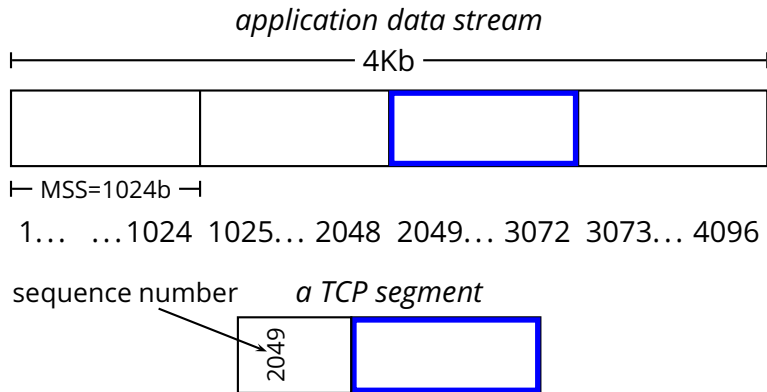 application data stream
4Kb
MSS=1024b
1... ...1024 1025... 2048 2049... 3072 3073... 4096
sequence number a TCP segment
2049